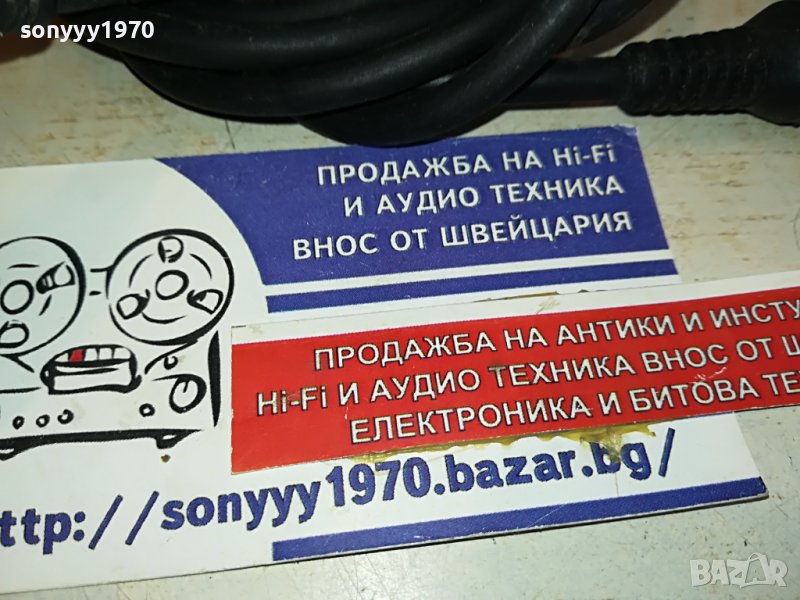 sonyyy1970
ПРОДАЖБА НА Hi-Fi
И АУДИО ТЕХНИКА
ВНОС ОТ ШВЕЙЦАРИЯ
ПРОДАЖБА НА АНТИКИ И ИНСТУ
Hi-Fi И АУДИО ТЕХНИКА ВНОС ОТ Ш
ЕЛЕКТРОНИКА И БИТОВА ТЕ
ttp://sonyyy1970.bazar.bg/
BAZAR